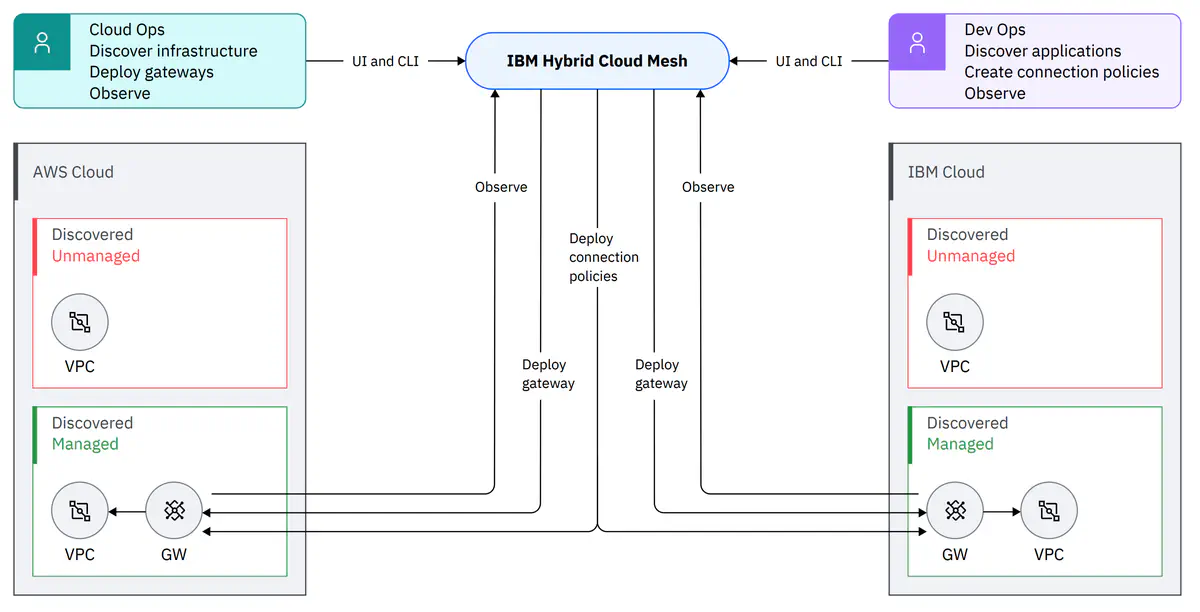 Cloud Ops
Discover infrastructure
Deploy gateways
Observe
UI and CLI
IBM Hybrid Cloud Mesh
UI and CLI
Dev Ops
Discover applications
Create connection policies
Observe
AWS Cloud
Discovered
Unmanaged
VPC
Discovered
Managed
VPC
GW
Observe
Deploy
gateway
Deploy
connection
policies
Deploy
gateway
Observe
IBM Cloud
Discovered
Unmanaged
VPC
Discovered
Managed
GW
VPC